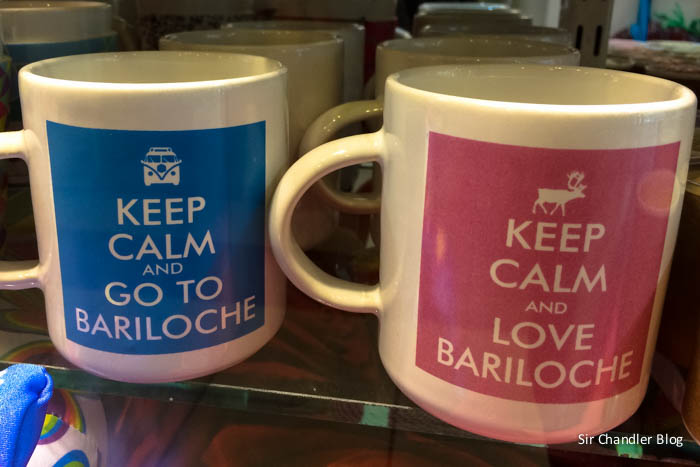 KEEP
CALM
AND
GO TO
BARILOCHE
KEEP
CALM
AND
LOVE
BARILOCHE
Sir Chandler Blog